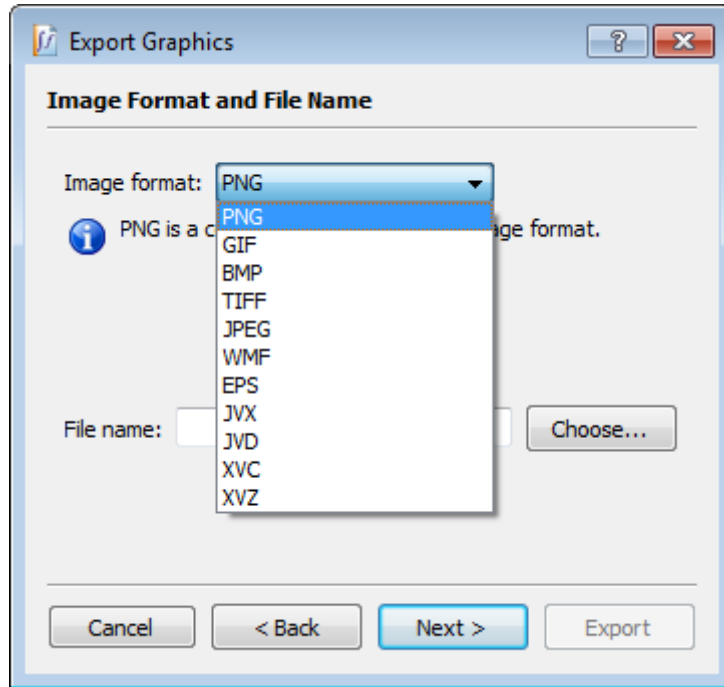 Export Graphics
Image Format and File Name
Image format: PNG
PNG
GIF
BMP
TIFF
JPEG
WMF
EPS
JVX
JVD
XVC
XVZ
PNG is a format.
File name: Choose...
Cancel < Back Next > Export